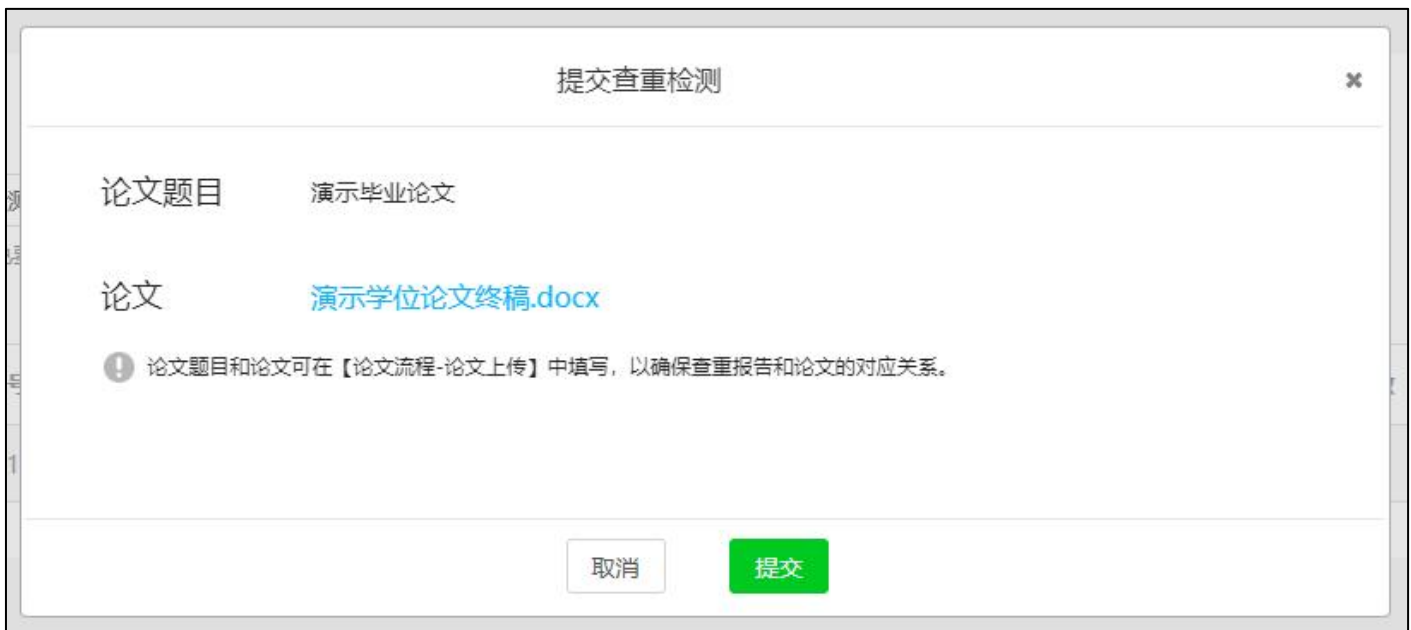 提交查重检测
论文题目 演示毕业论文
论文 演示学位论文终稿.docx
论文题目和论文可在【论文流程-论文上传】中填写，以确保查重报告和论文的对应关系。
取消 提交